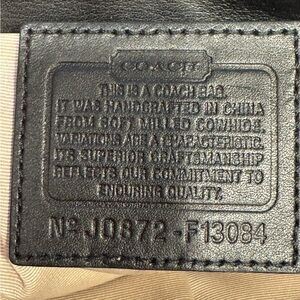 COACH
THIS IS A COACH BAG.
IT WAS HANDCRAFTED IN CHINA
FROM SOFT MILLED COWHIDE.
VARIATIONS ARE A CHARACTERISTIC.
ITS SUPERIOR CRAFTSMANSHIP
REFLECTS OUR COMMITMENT TO
ENDURING QUALITY.
Nº J0872-F13084